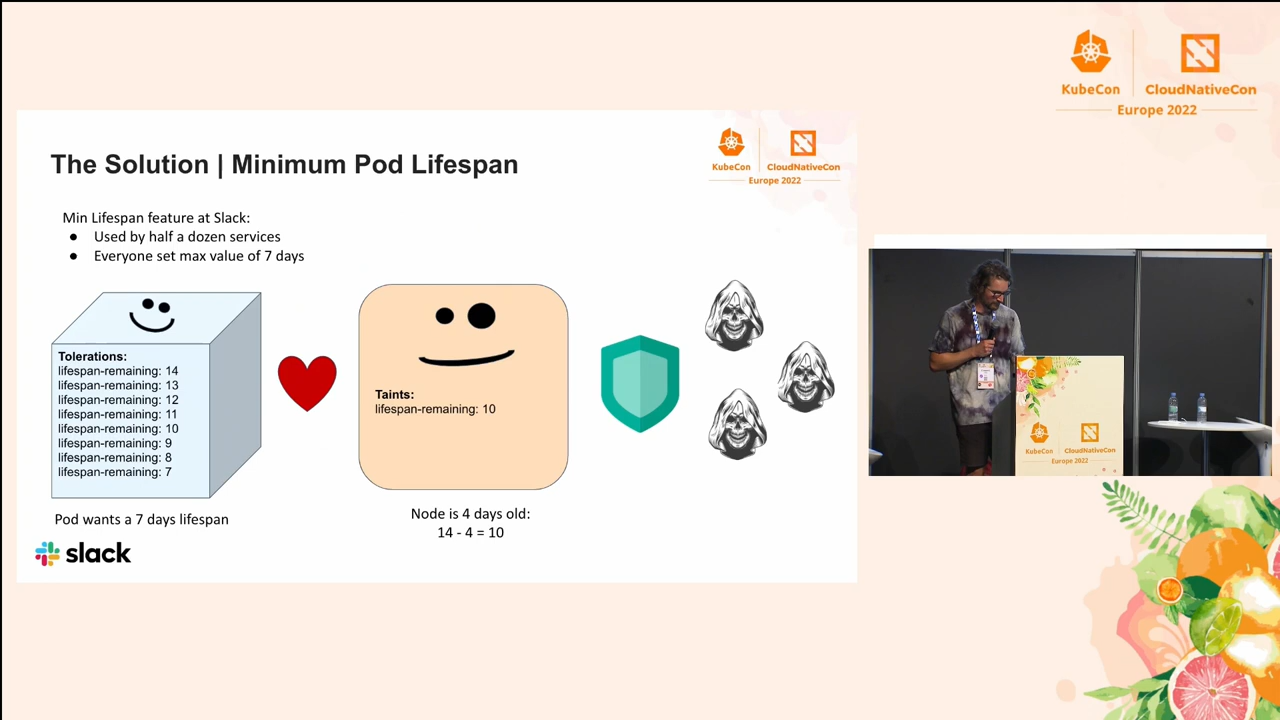 KubeCon
CloudNativeCon
Europe 2022
The Solution | Minimum Pod Lifespan
KubeCon
CloudNativeCon
Europe 2022
Min Lifespan feature at Slack:
● Used by half a dozen services
● Everyone set max value of 7 days
Tolerations:
lifespan-remaining: 14
lifespan-remaining: 13
lifespan-remaining: 12
lifespan-remaining: 11
lifespan-remaining: 10
lifespan-remaining: 9
lifespan-remaining: 8
lifespan-remaining: 7
Taints:
lifespan-remaining: 10
Pod wants a 7 days lifespan
Node is 4 days old:
14 - 4 = 10
slack
KubeCon
CloudNativeCon
Europe 2022